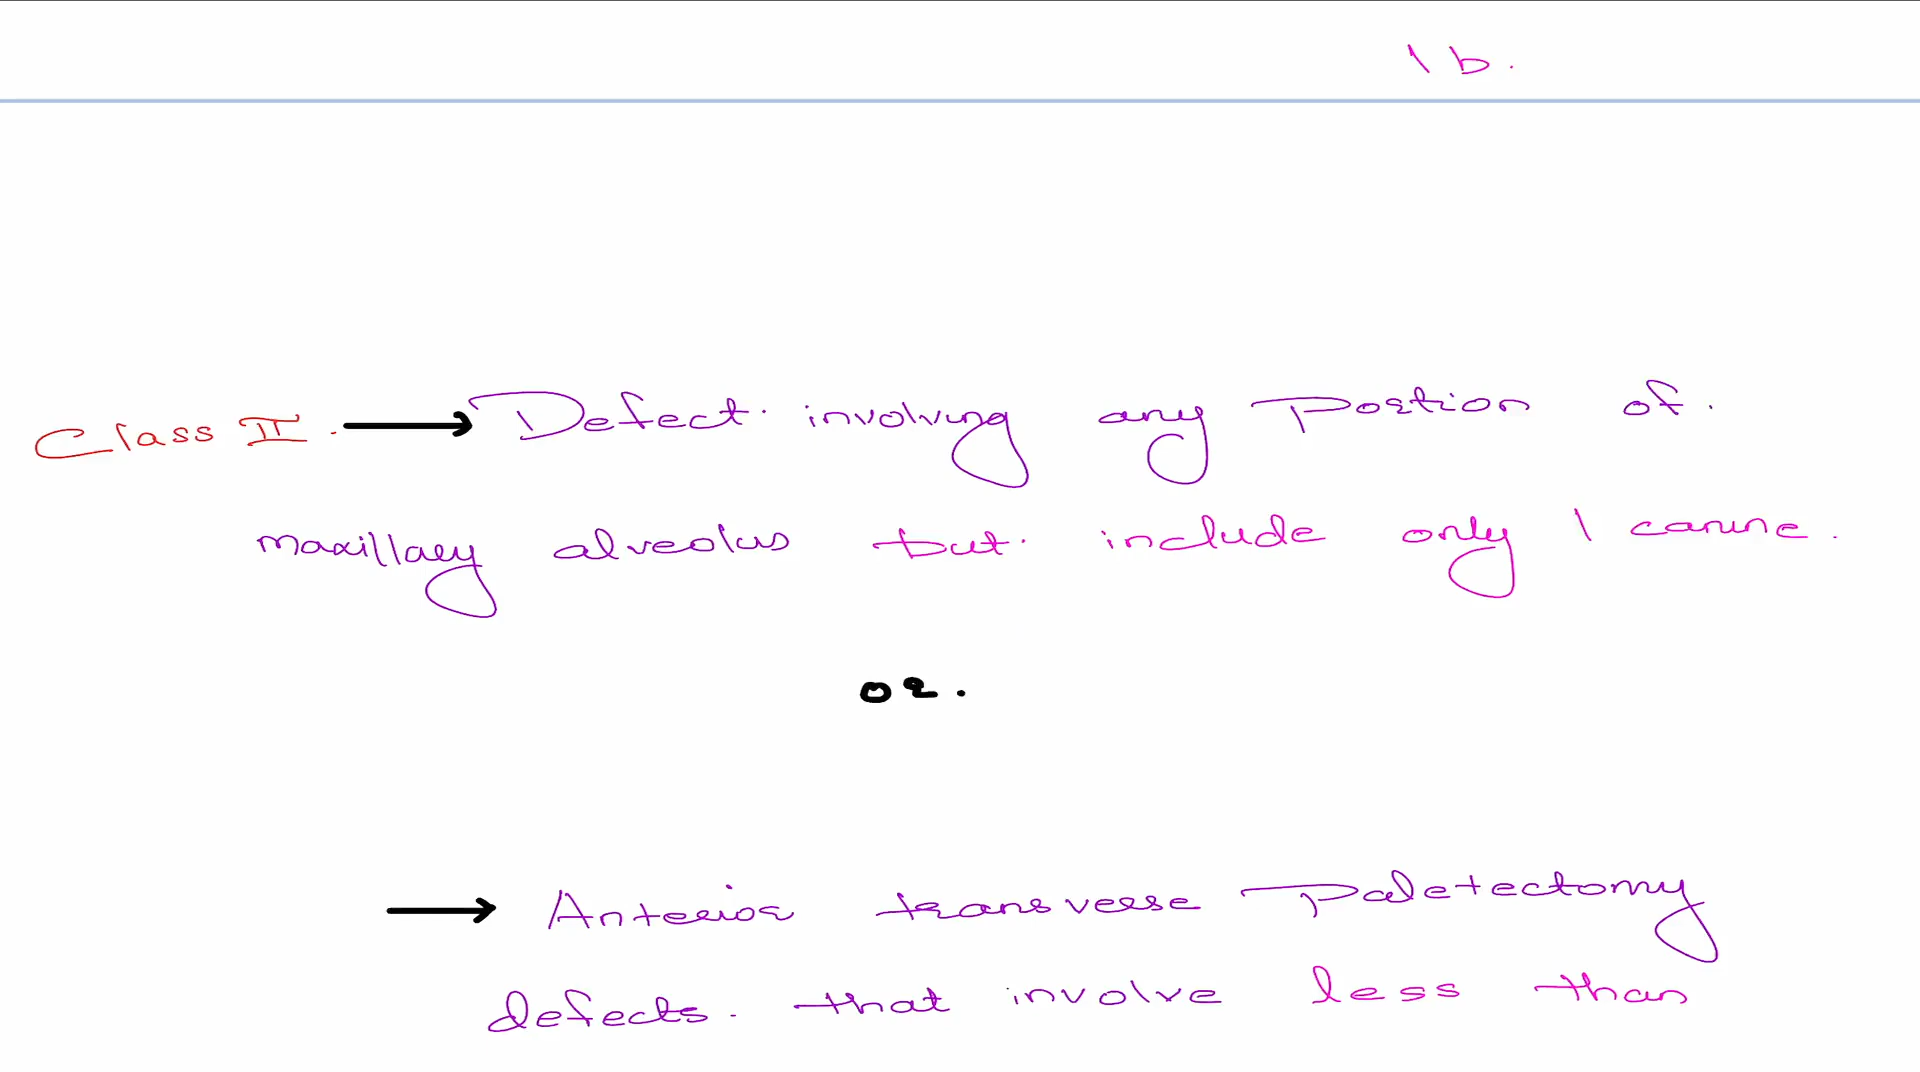 1b.
Class II. → Defect. involving any Portion of.
maxillary alveolus but. include only 1 canine.
or.
→ Anterior transverse Paletectomy
defects. that involve less than